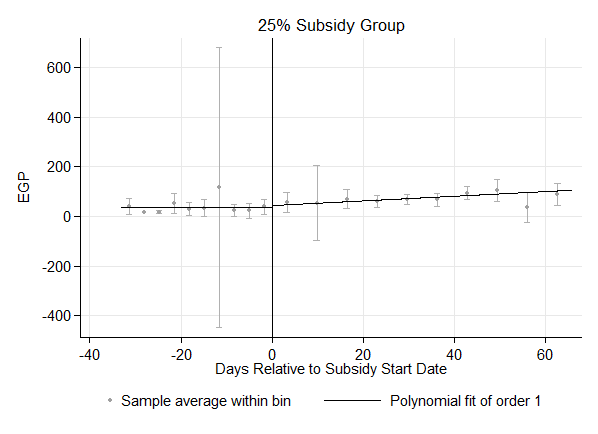 25% Subsidy Group
EGP
600
400
200
0
-200
-400
-40
-20
0
20
40
60
Days Relative to Subsidy Start Date
Sample average within bin
Polynomial fit of order 1